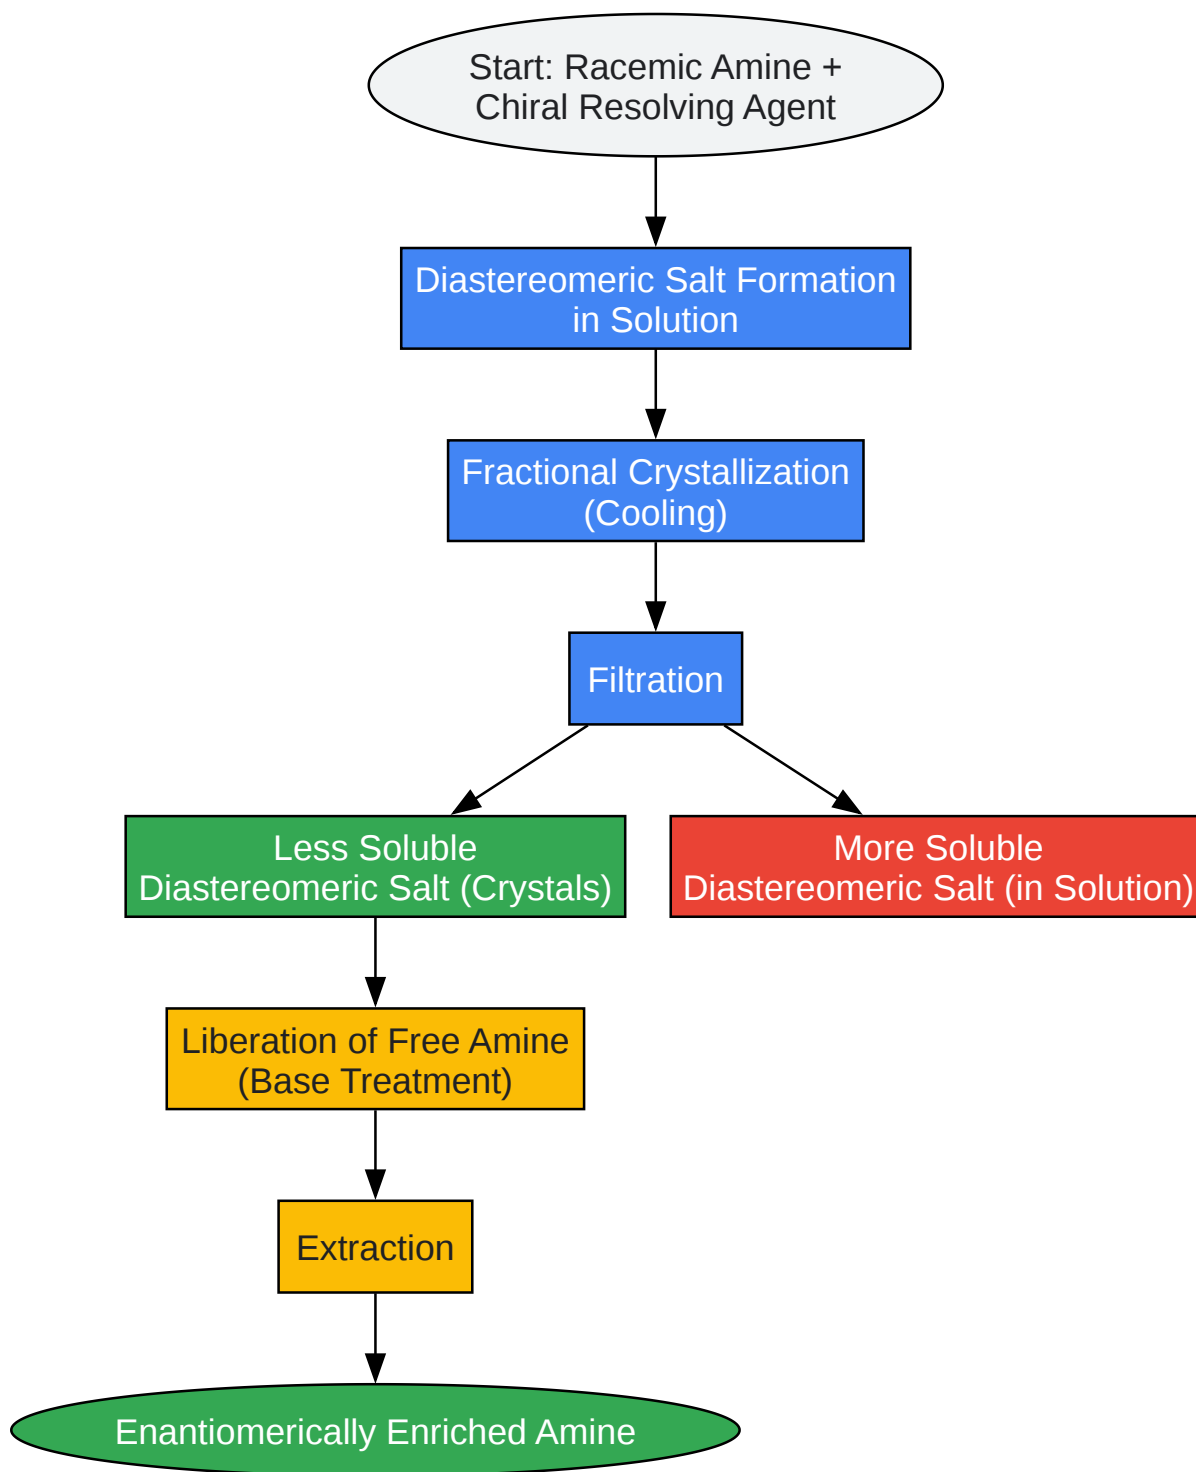 Start: Racemic Amine +
Chiral Resolving Agent
Diastereomeric Salt Formation
in Solution
Fractional Crystallization
(Cooling)
Filtration
Less Soluble
Diastereomeric Salt (Crystals)
More Soluble
Diastereomeric Salt (in Solution)
Liberation of Free Amine
(Base Treatment)
Extraction
Enantiomerically Enriched Amine